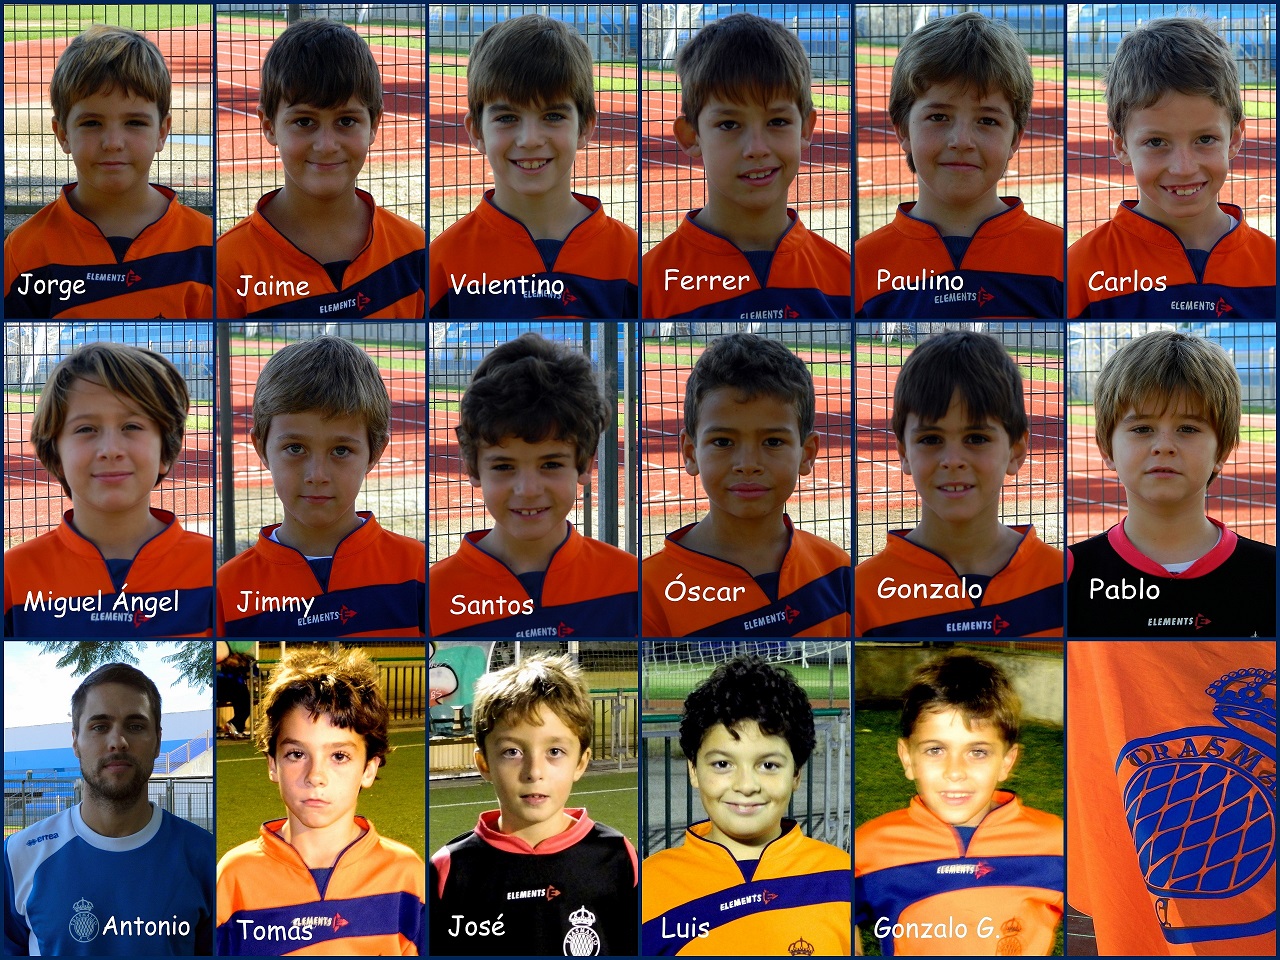 Jorge
ELEMENTS
Jaime
ELEMENTS
Valentino
ELEMENTS
Ferrer
ELEMENTS
Paulino
ELEMENTS
Carlos
ELEMENTS
Miguel Ángel
ELEMENTS
Jimmy
ELEMENTS
Santos
ELEMENTS
Óscar
ELEMENTS
Gonzalo
ELEMENTS
Pablo
ELEMENTS
errea
Antonio
ELEMENTS
Tomás
ELEMENTS
José
ELEMENTS
Luis
ELEMENTS
Gonzalo G.
TRASM